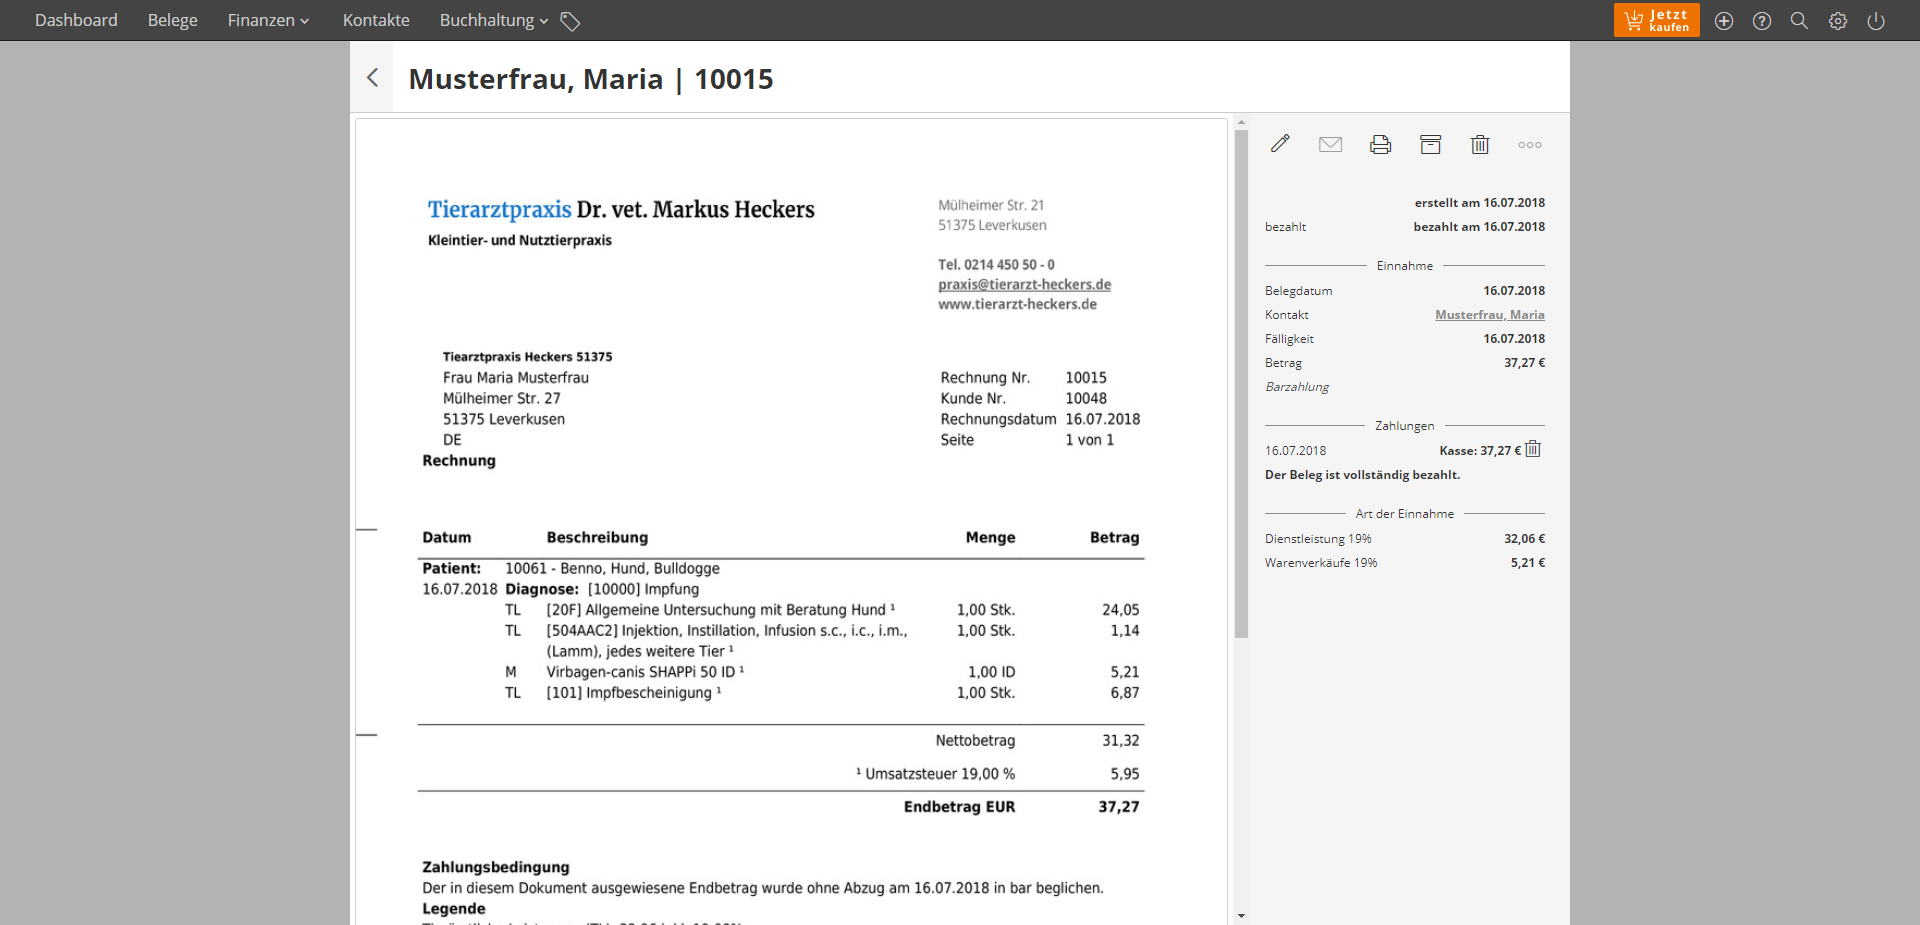 Dashboard Belege Finanzen Kontakte Buchhaltung Jetzt kaufen
Musterfrau, Maria | 10015
Tierarztpraxis Dr. vet. Markus Heckers
Kleintier- und Nutztierpraxis
Mülheimer Str. 21
51375 Leverkusen
Tel. 0214 450 50 - 0
praxis@tierarzt-heckers.de
www.tierarzt-heckers.de
Tiearztpraxis Heckers 51375
Frau Maria Musterfrau
Mülheimer Str. 27
51375 Leverkusen
DE
Rechnung Nr. 10015
Kunde Nr. 10048
Rechnungsdatum 16.07.2018
Seite 1 von 1
Rechnung
Datum Beschreibung Menge Betrag
Patient: 10061 - Benno, Hund, Bulldogge
16.07.2018 Diagnose: [10000] Impfung
TL [20F] Allgemeine Untersuchung mit Beratung Hund ¹ 1,00 Stk. 24,05
TL [504AAC2] Injektion, Instillation, Infusion s.c., i.c., i.m., 1,00 Stk. 1,14
(Lamm), jedes weitere Tier ¹
M Virbagen-canis SHAPPi 50 ID ¹ 1,00 ID 5,21
TL [101] Impfbescheinigung ¹ 1,00 Stk. 6,87
Nettobetrag 31,32
¹ Umsatzsteuer 19,00 % 5,95
Endbetrag EUR 37,27
Zahlungsbedingung
Der in diesem Dokument ausgewiesene Endbetrag wurde ohne Abzug am 16.07.2018 in bar beglichen.
Legende
erstellt am 16.07.2018
bezahlt bezahlt am 16.07.2018
Einnahme
Belegdatum 16.07.2018
Kontakt Musterfrau, Maria
Fälligkeit 16.07.2018
Betrag 37,27 €
Barzahlung
Zahlungen
16.07.2018 Kasse: 37,27 €
Der Beleg ist vollständig bezahlt.
Art der Einnahme
Dienstleistung 19% 32,06 €
Warenverkäufe 19% 5,21 €